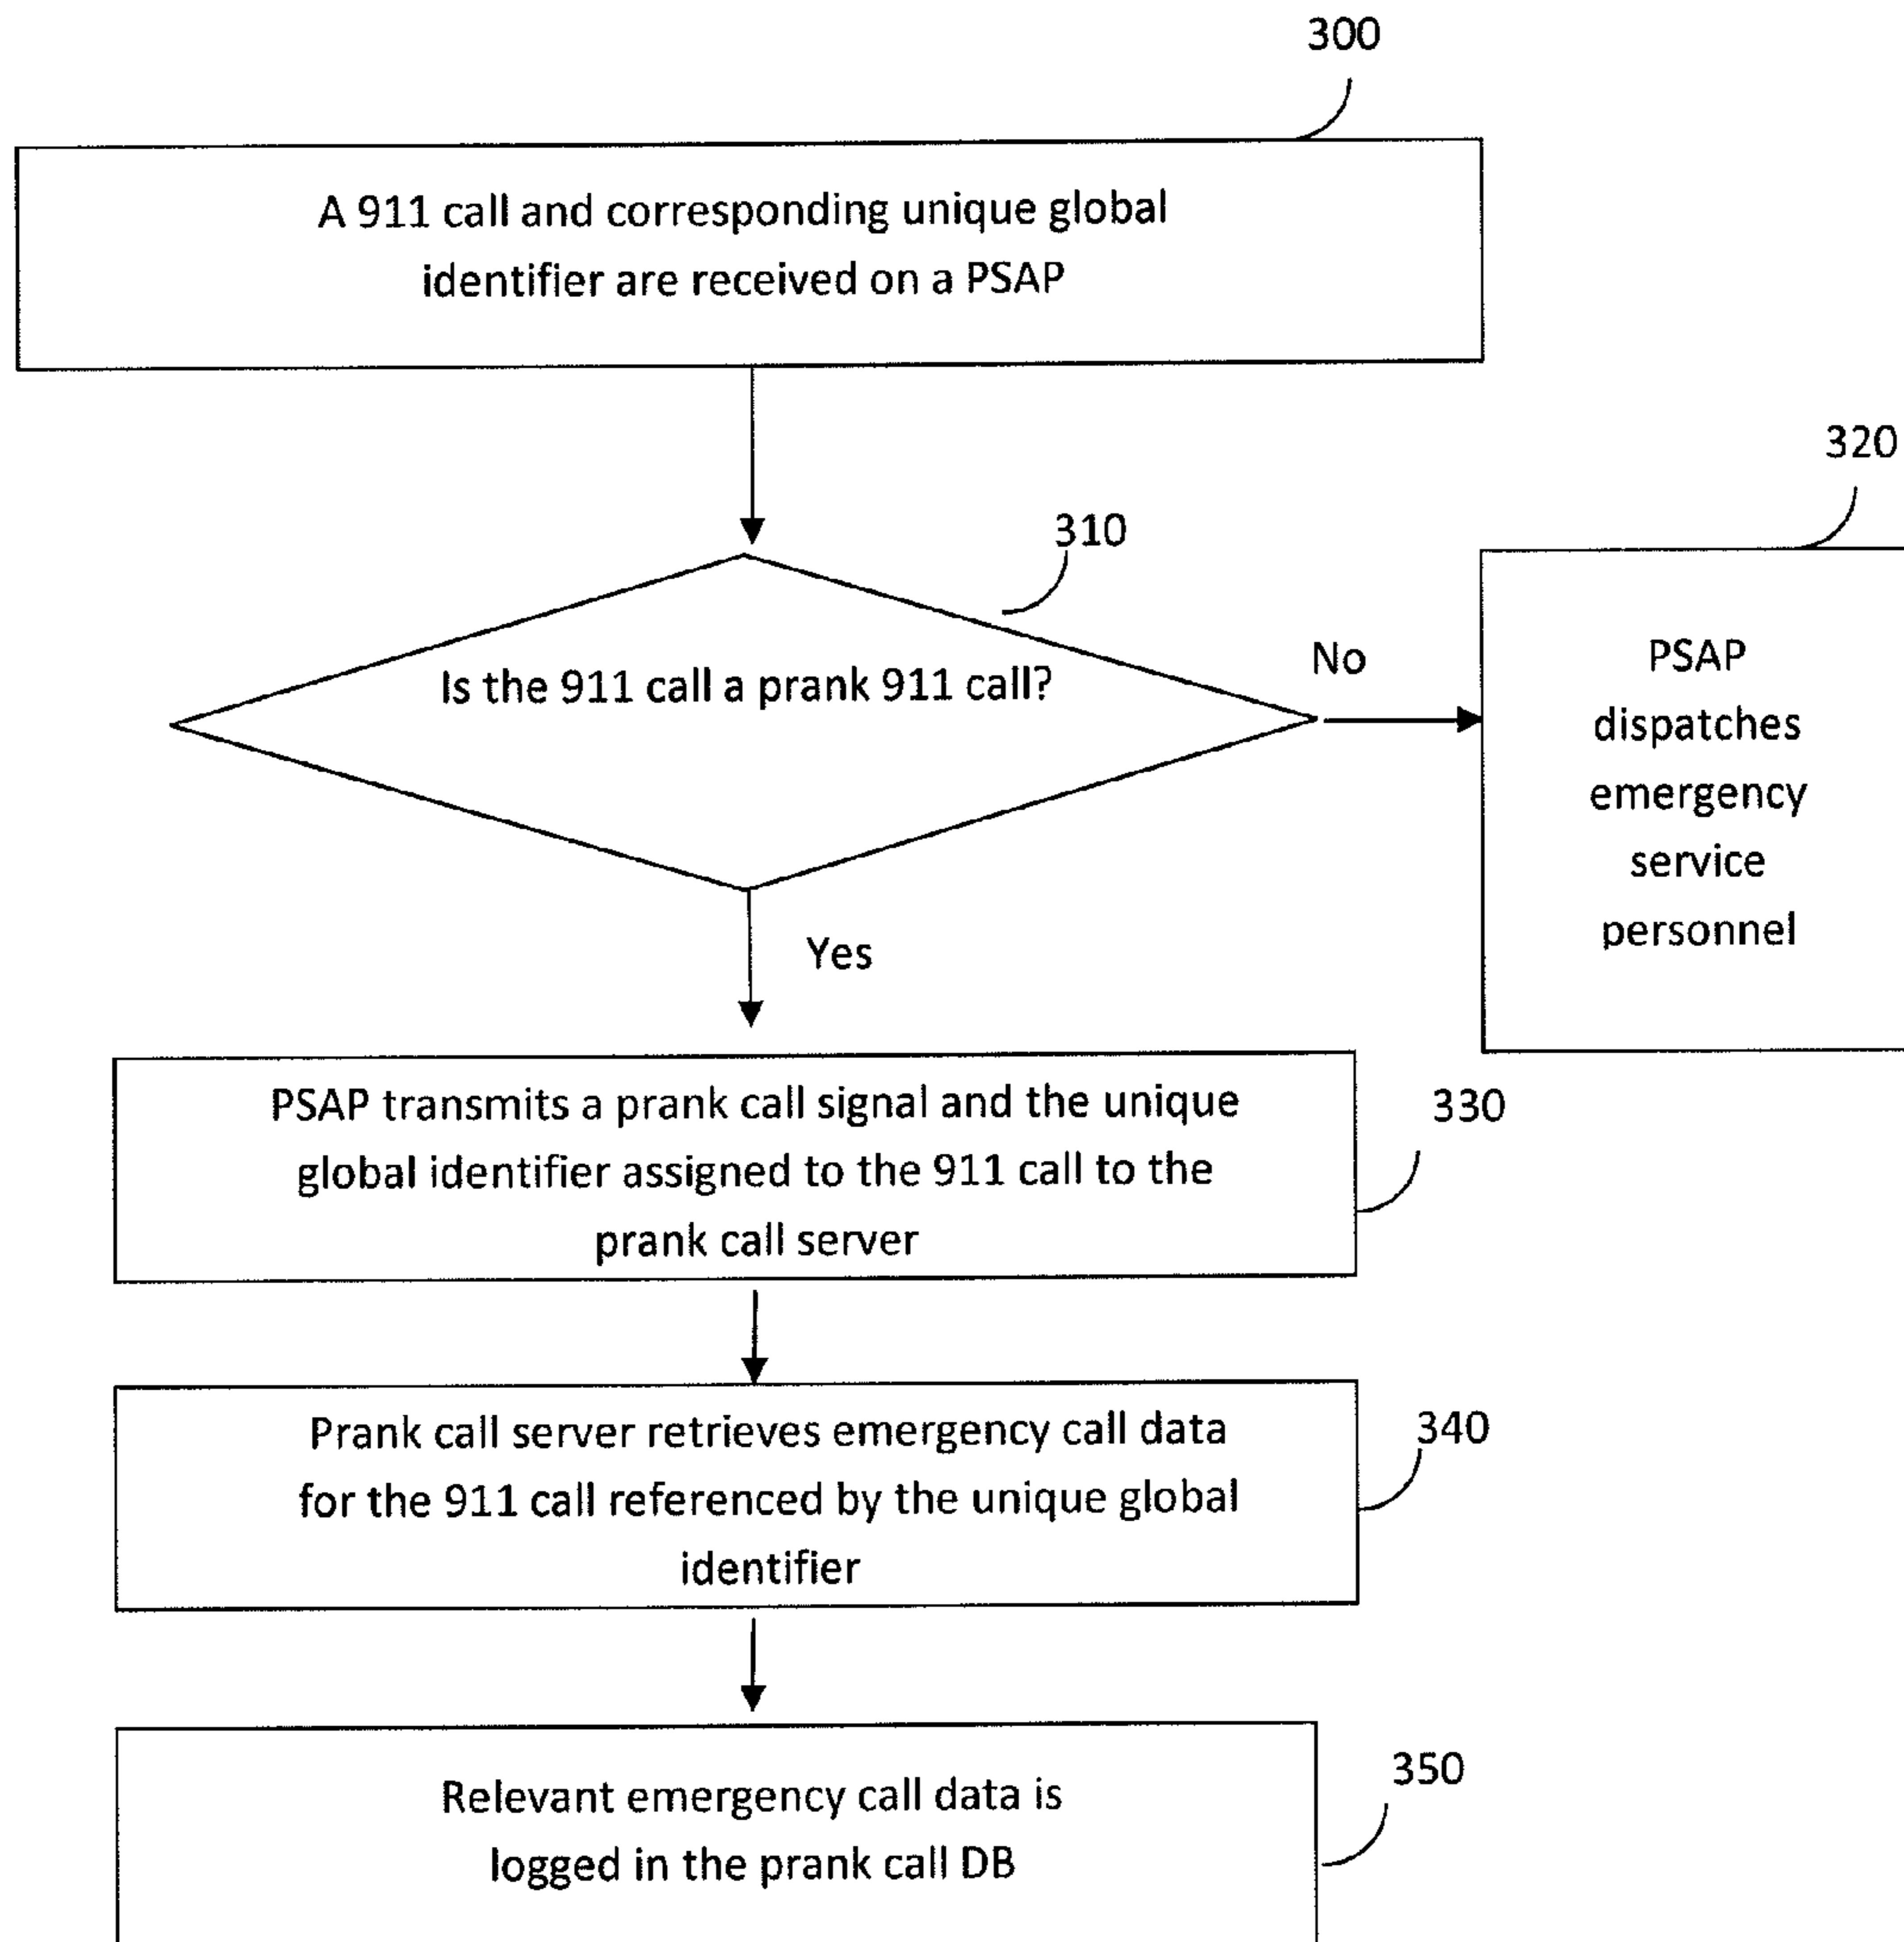 300
A 911 call and corresponding unique global
identifier are received on a PSAP
310
Is the 911 call a prank 911 call?
No
320
PSAP
dispatches
emergency
service
personnel
Yes
PSAP transmits a prank call signal and the unique
global identifier assigned to the 911 call to the
prank call server
330
Prank call server retrieves emergency call data
for the 911 call referenced by the unique global
identifier
340
Relevant emergency call data is
logged in the prank call DB
350